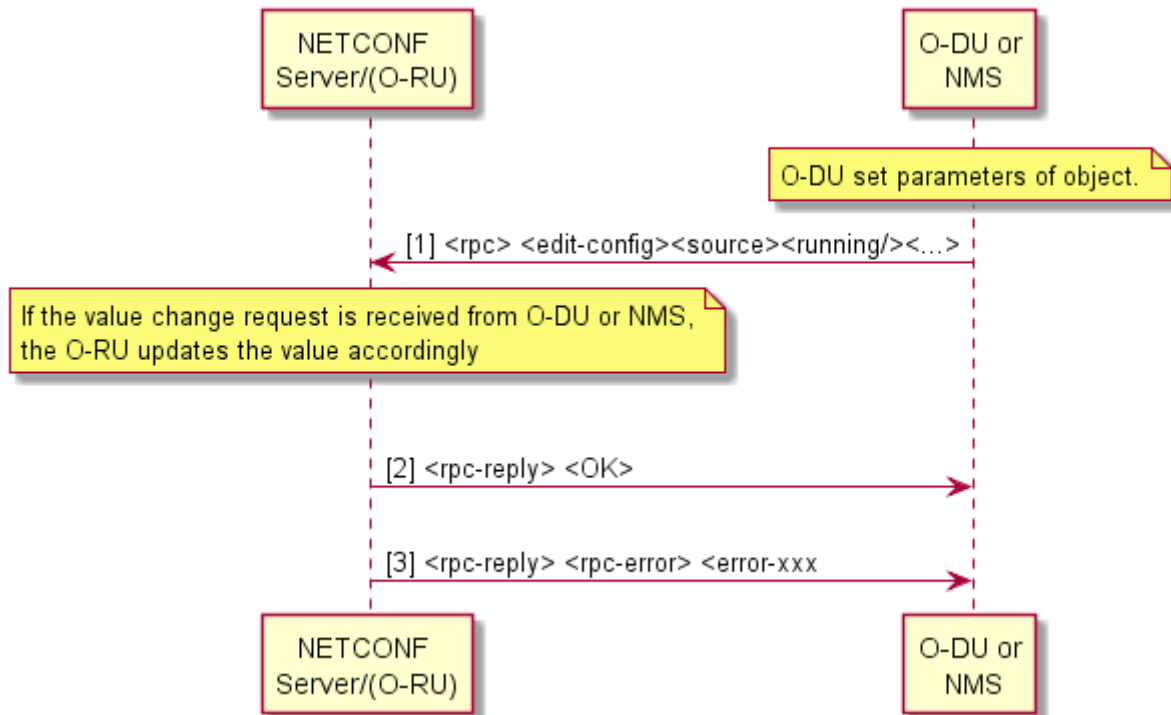 NETCONF
Server/(O-RU)
O-DU or
NMS
O-DU set parameters of object.
[1] <rpc> <edit-config><source><running/><...>
If the value change request is received from O-DU or NMS,
the O-RU updates the value accordingly
[2] <rpc-reply> <OK>
[3] <rpc-reply> <rpc-error> <error-xxx
NETCONF
Server/(O-RU)
O-DU or
NMS